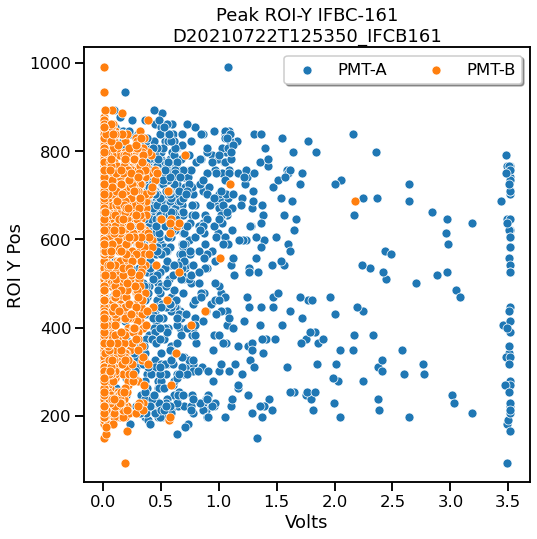 Peak ROI-Y IFBC-161
D20210722T125350_IFCB161
PMT-A PMT-B
ROI Y Pos
1000
800
600
400
200
0.0 0.5 1.0 1.5 2.0 2.5 3.0 3.5
Volts